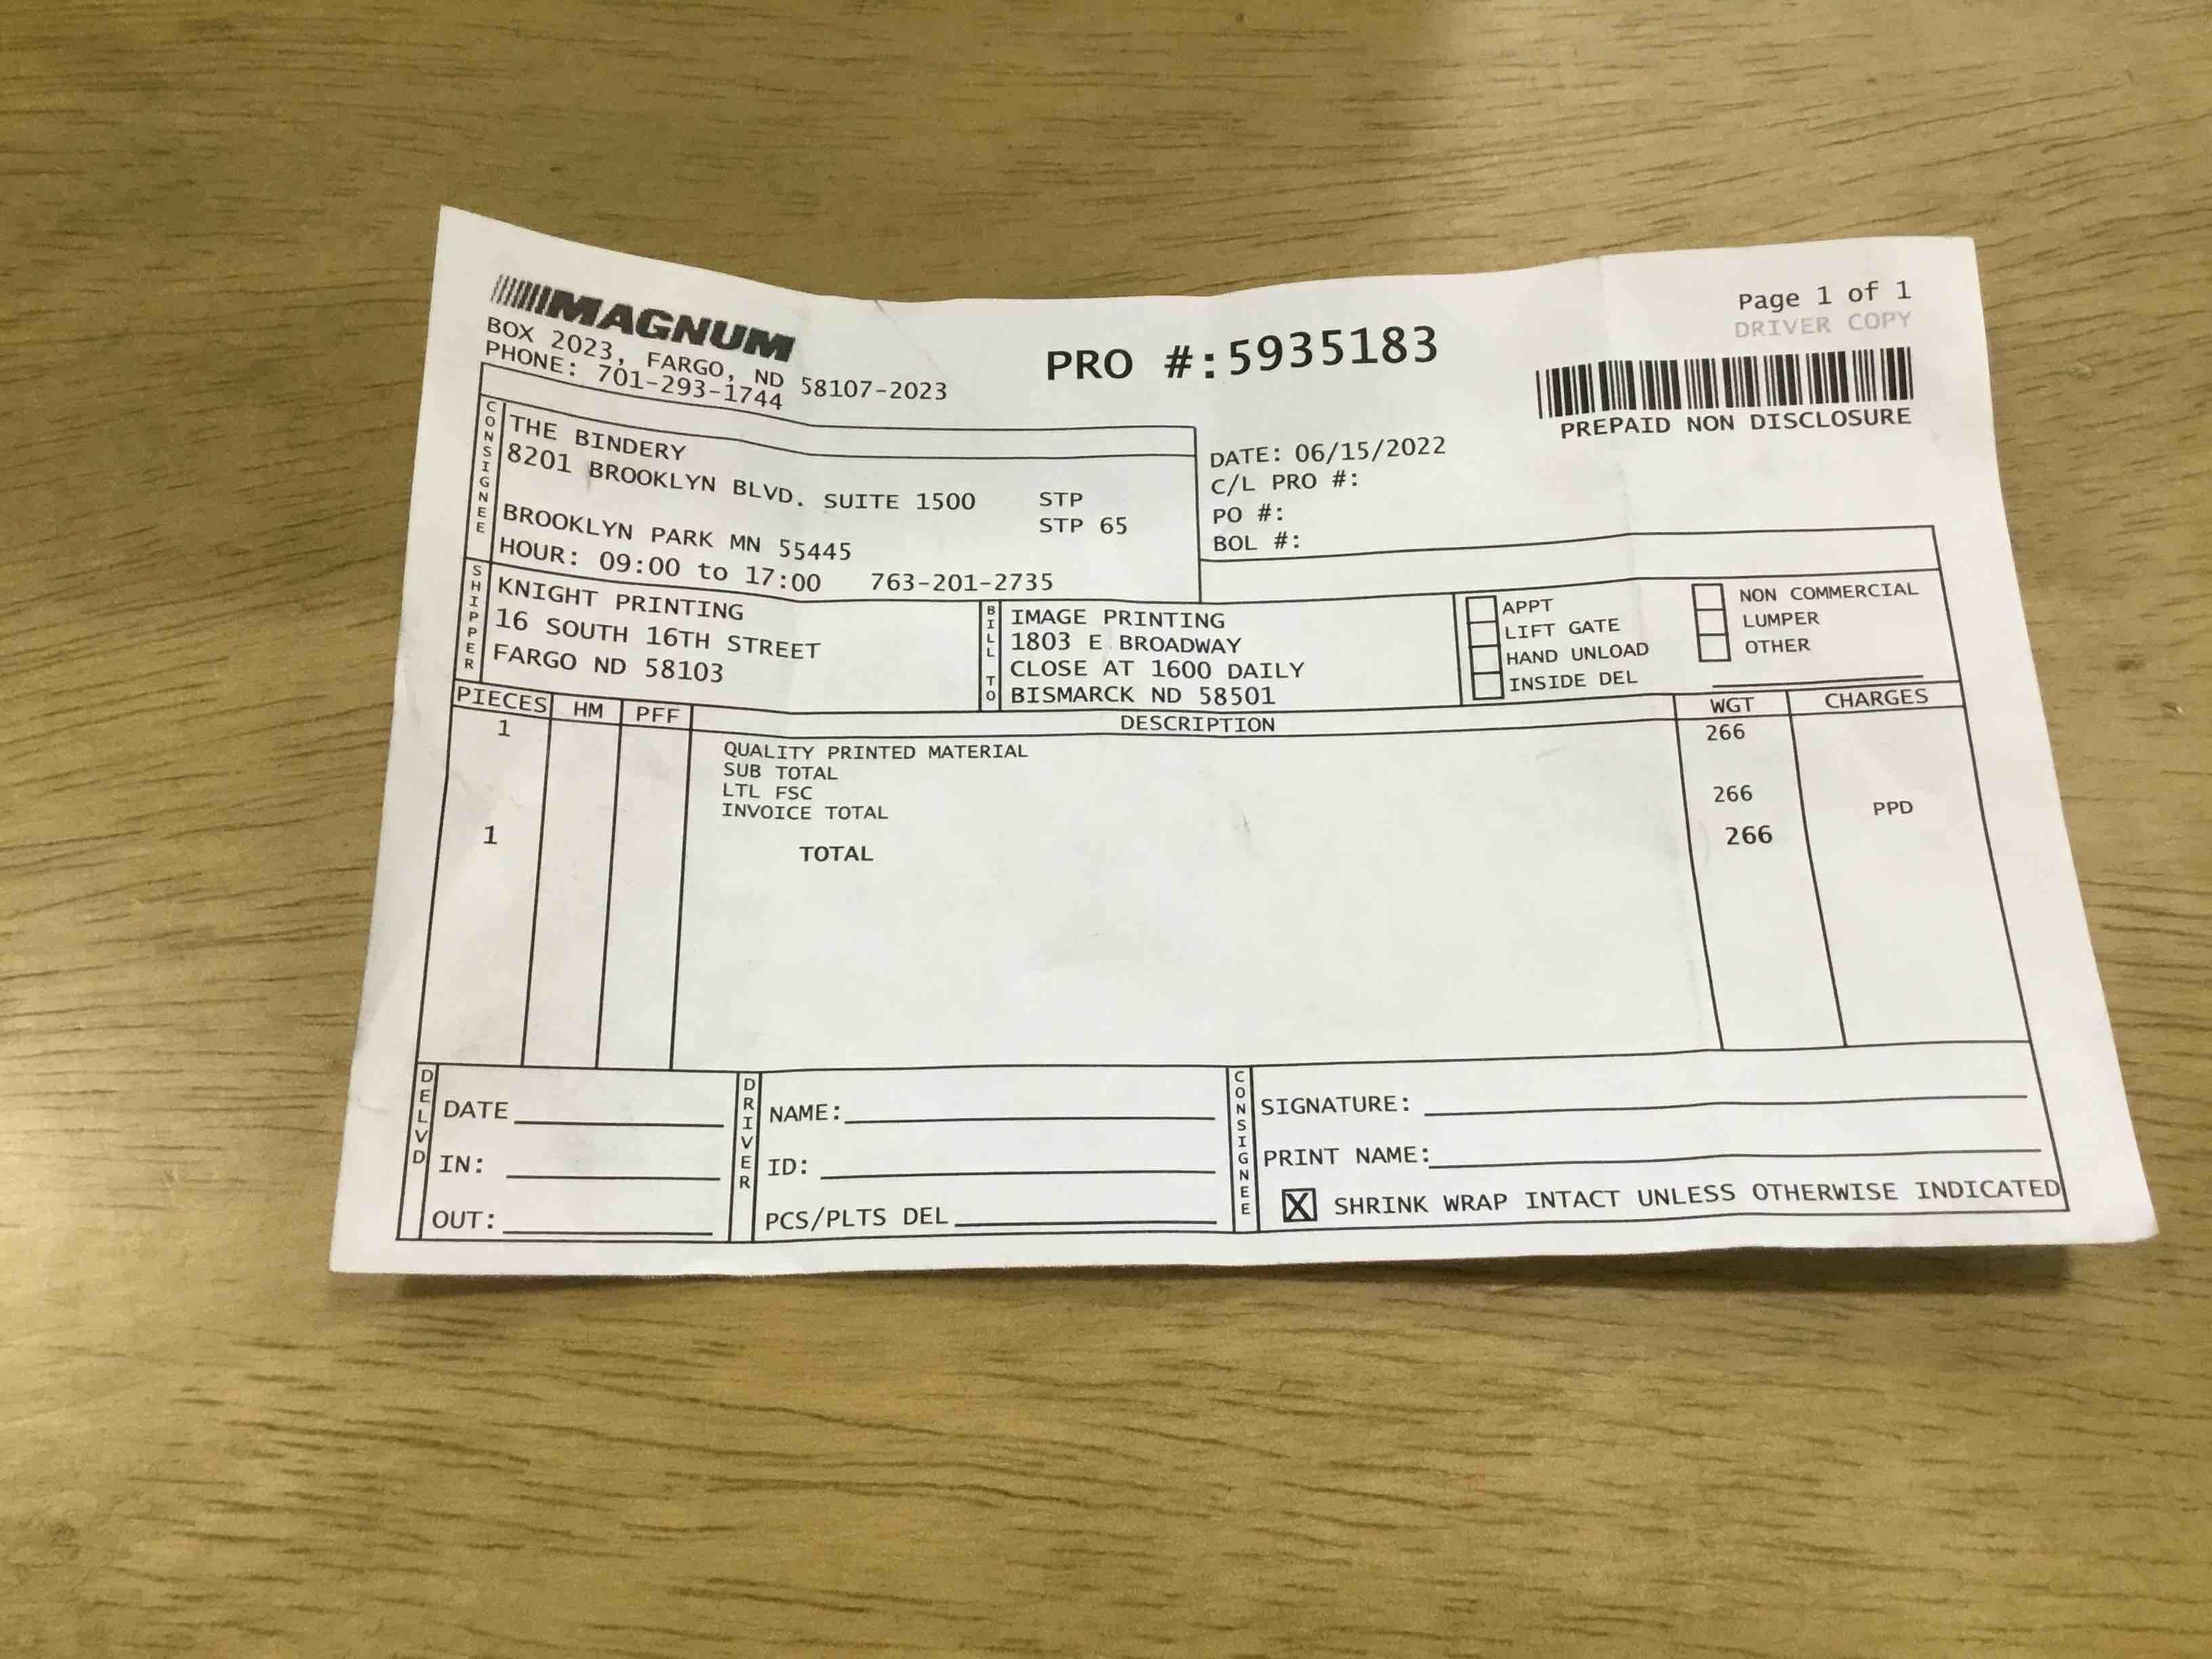 MAGNUM
BOX 2023, FARGO, ND 58107-2023
PHONE: 701-293-1744
PRO #:5935183
Page 1 of 1
DRIVER COPY
PREPAID NON DISCLOSURE
CONSIGNEE
THE BINDERY
8201 BROOKLYN BLVD. SUITE 1500 STP
STP 65
BROOKLYN PARK MN 55445
HOUR: 09:00 to 17:00 763-201-2735
DATE: 06/15/2022
C/L PRO #:
PO #:
BOL #:
SHIPPER
KNIGHT PRINTING
16 SOUTH 16TH STREET
FARGO ND 58103
BILL TO
IMAGE PRINTING
1803 E BROADWAY
CLOSE AT 1600 DAILY
BISMARCK ND 58501
APPT
LIFT GATE
HAND UNLOAD
INSIDE DEL
NON COMMERCIAL
LUMPER
OTHER
PIECES HM PFF DESCRIPTION WGT CHARGES
1 QUALITY PRINTED MATERIAL 266
SUB TOTAL
LTL FSC
INVOICE TOTAL 266 PPD
1 TOTAL 266
DELVD
DATE
IN:
OUT:
DRIVER
NAME:
ID:
PCS/PLTS DEL
CONSIGNEE
SIGNATURE:
PRINT NAME:
X SHRINK WRAP INTACT UNLESS OTHERWISE INDICATED